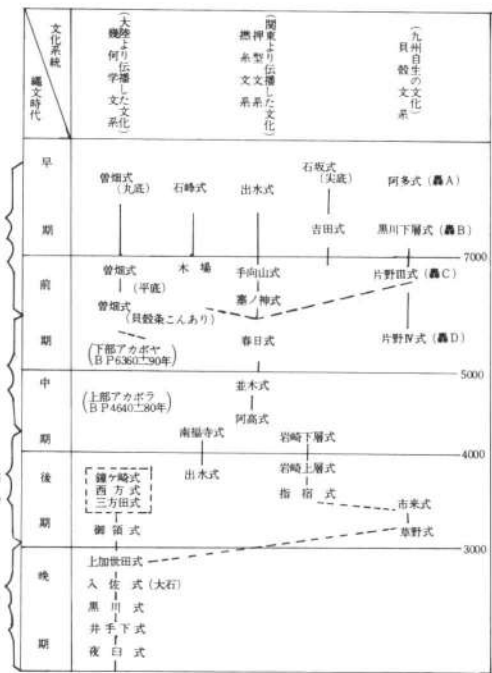 文化系統
縄文時代
(大陸より伝播した文化)
幾何学文系
(関東より伝播した文化)
押型文系
撚糸文系
(九州自生の文化)
貝殻文系
早期
曽畑式
(丸底)
石峰式
出水式
石坂式
(尖底)
吉田式
阿多式(轟A)
黒川下層式(轟B)
7000
前期
曽畑式
(平底)
曽畑式
(貝殻条こんあり)
下部アカボヤ
(BP6360±90年)
木場
手向山式
塞ノ神式
春日式
片野Ⅲ式(轟C)
片野Ⅳ式(轟D)
5000
中期
上部アカボラ
(BP4640±80年)
並木式
阿高式
南福寺式
岩崎下層式
4000
後期
鐘ケ崎式
西方式
三万田式
御領式
出水式
岩崎上層式
指宿式
市来式
草野式
3000
晩期
上加世田式
入佐式(大石)
黒川式
井手下式
夜臼式